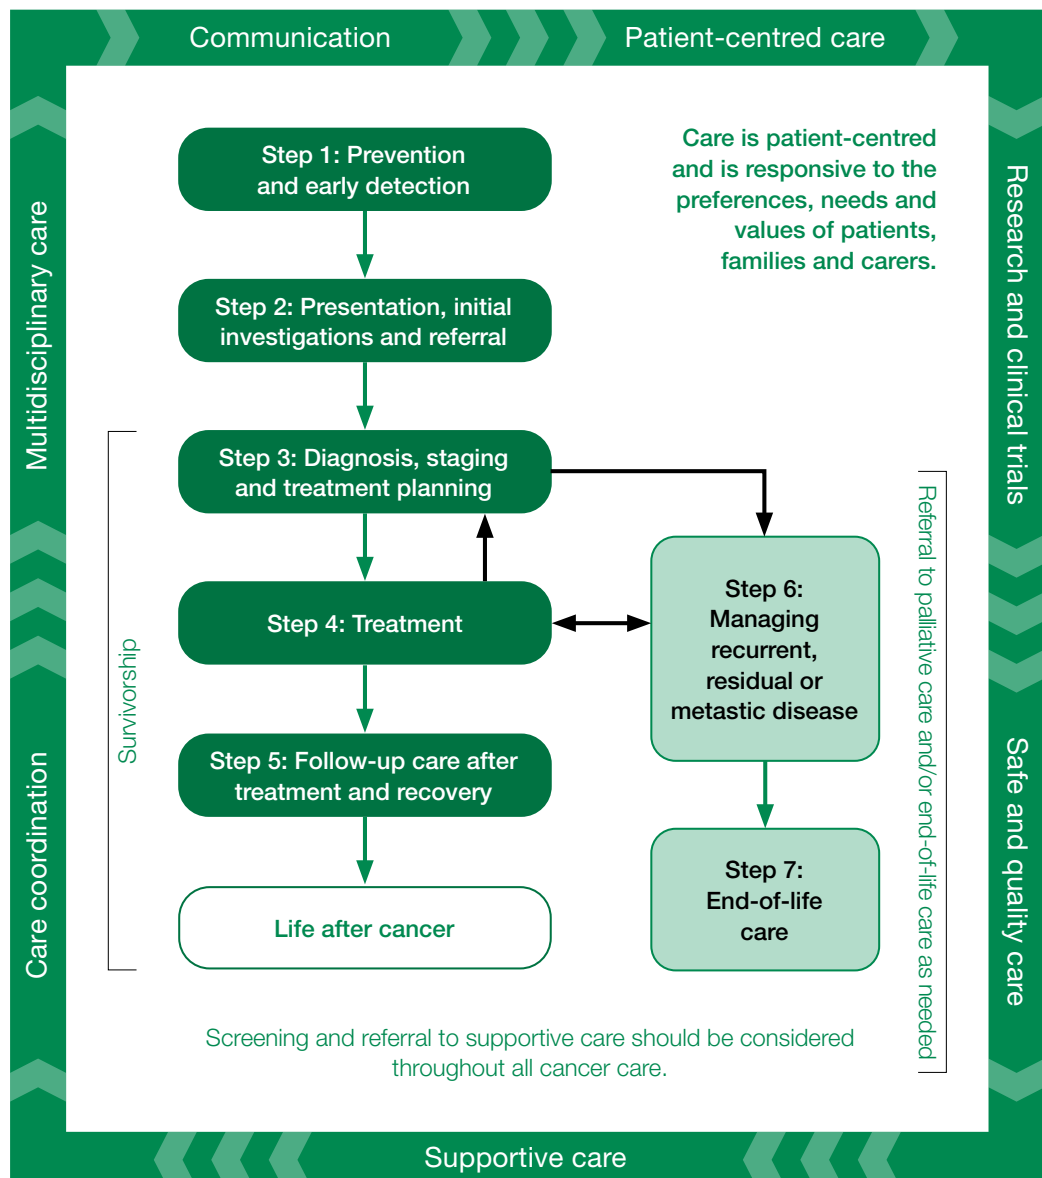 Communication
Patient-centred care
Care is patient-centred
and is responsive to the
preferences, needs and
values of patients,
families and carers.
Step 1: Prevention
and early detection
Step 2: Presentation, initial
investigations and referral
Step 3: Diagnosis, staging
and treatment planning
Step 4: Treatment
Step 5: Follow-up care after
treatment and recovery
Life after cancer
Step 6:
Managing
recurrent,
residual or
metastic disease
Step 7:
End-of-life
care
Survivorship
Referral to palliative care and/or end-of-life care as needed
Screening and referral to supportive care should be considered
throughout all cancer care.
Multidisciplinary care
Care coordination
Research and clinical trials
Safe and quality care
Supportive care